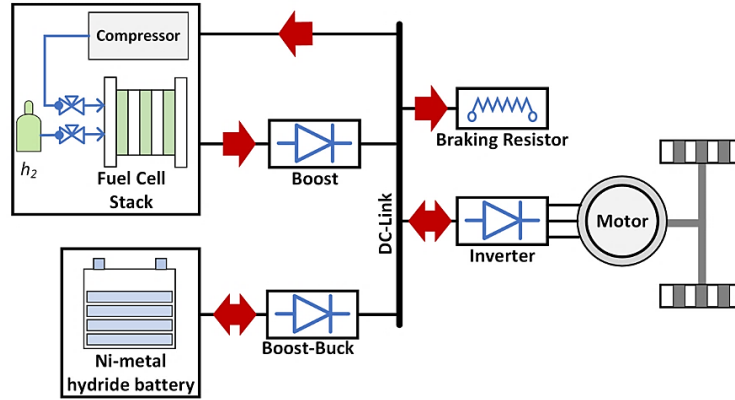 Compressor
h2
Fuel Cell
Stack
Boost
DC-Link
Braking Resistor
Inverter
Motor
Ni-metal
hydride battery
Boost-Buck